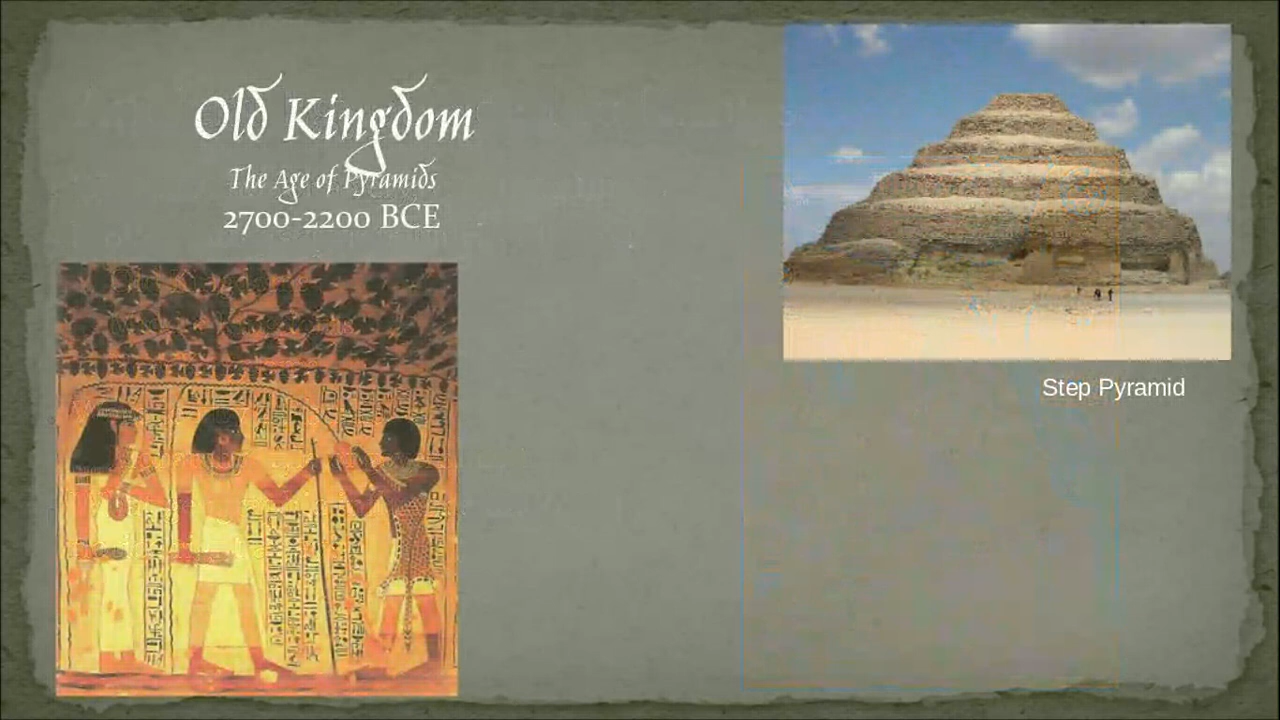 Old Kingdom
The Age of Pyramids
2700-2200 BCE
Step Pyramid